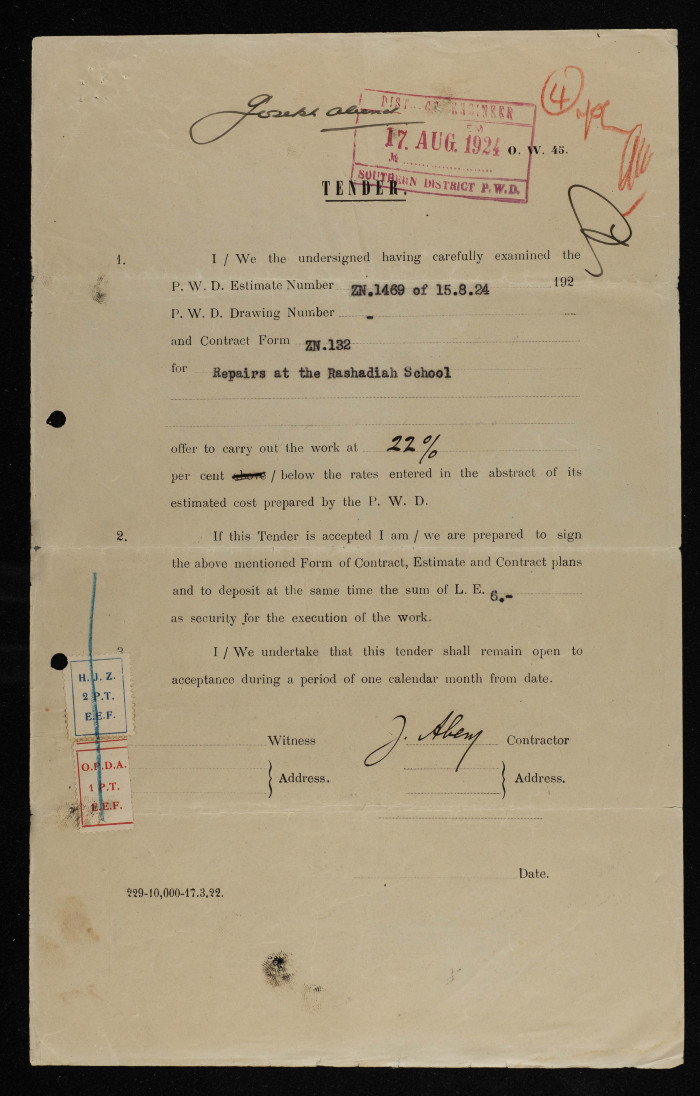 Joseph
DISTRICT ENGINEER
17. AUG. 1924
№
SOUTHERN DISTRICT P.W.D.
4
O. W. 45.
TENDER.
1. I / We the undersigned having carefully examined the
P. W. D. Estimate Number ZN.1469 of 15.8.24 192
P. W. D. Drawing Number -
and Contract Form ZN.132
for Repairs at the Rashadiah School
offer to carry out the work at 22%
per cent above / below the rates entered in the abstract of its
estimated cost prepared by the P. W. D.
2. If this Tender is accepted I am / we are prepared to sign
the above mentioned Form of Contract, Estimate and Contract plans
and to deposit at the same time the sum of L. E. 6.-
as security for the execution of the work.
3. I / We undertake that this tender shall remain open to
acceptance during a period of one calendar month from date.
H. J. Z.
2 P.T.
E.E.F.
O.P.D.A.
1 P.T.
E.E.F.
Witness J. Contractor
Address. Address.
Date.
229-10,000-17.3.22.